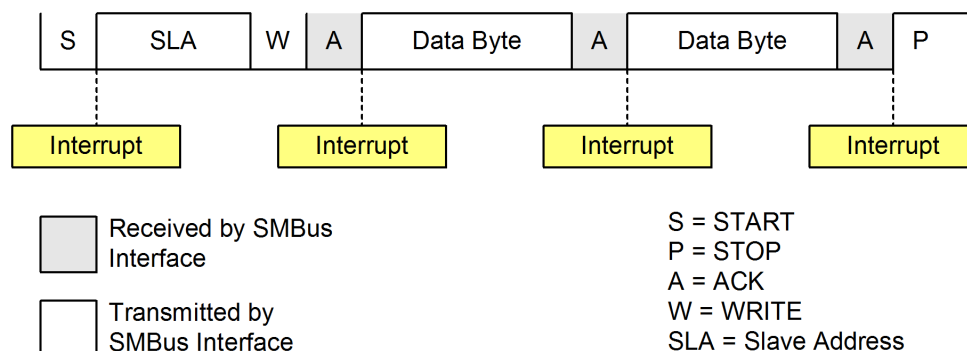 S SLA W A Data Byte A Data Byte A P
Interrupt Interrupt Interrupt Interrupt
Received by SMBus
Interface
Transmitted by
SMBus Interface
S = START
P = STOP
A = ACK
W = WRITE
SLA = Slave Address